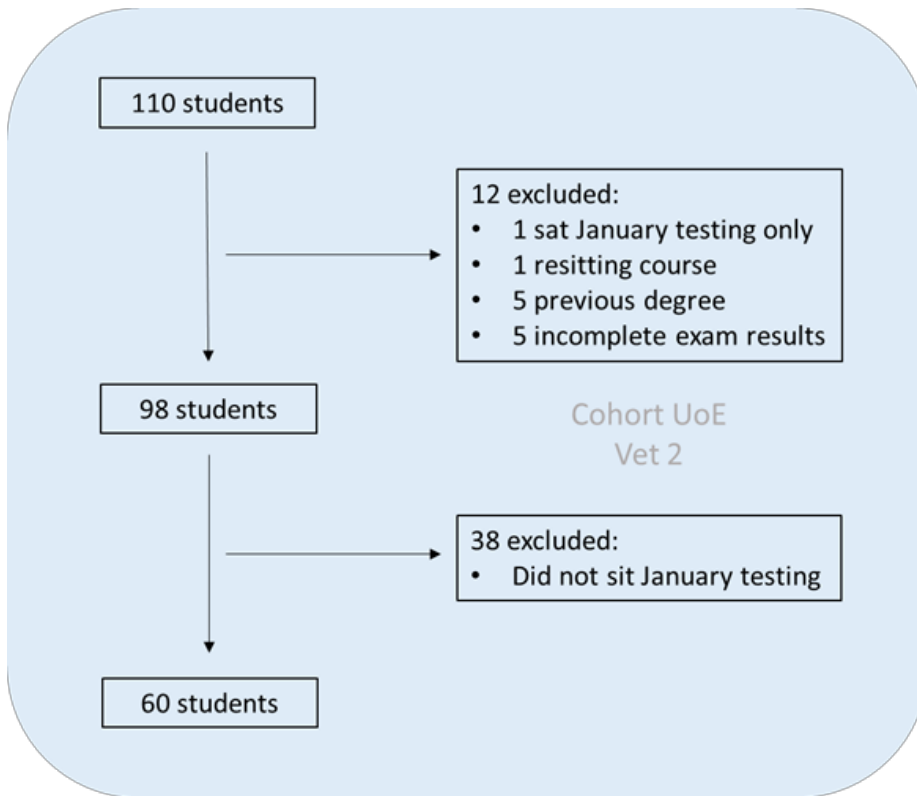 110 students
12 excluded:
• 1 sat January testing only
• 1 resitting course
• 5 previous degree
• 5 incomplete exam results
98 students
Cohort UoE
Vet 2
38 excluded:
• Did not sit January testing
60 students